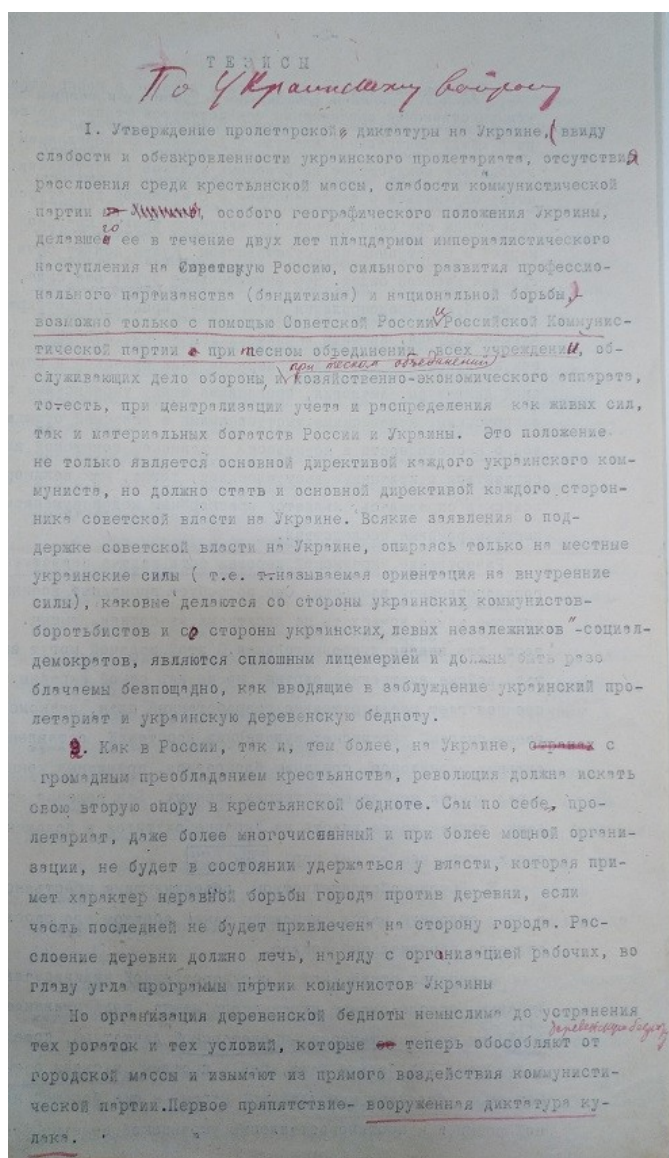 ТЕЗИСЫ
По Украинскому вопросу
I. Утверждение пролетарской диктатуры на Украине, (ввиду
слабости и обезкровленности украинского пролетариата, отсутствия
расслоения среди крестьянской массы, слабости коммунистической
партии, особого географического положения Украины,
делавшего ее в течение двух лет плацдармом империалистического
наступления на Советскую Россию, сильного развития профессио-
нального партизанства (бандитизма) и национальной борьбы)-
возможно только с помощью Советской России и Российской Коммунис-
тической партии при тесном объединении всех учреждений, об-
при тесном объединении
служивающих дело обороны, и хозяйственно-экономического аппарата,
то-есть, при централизации учета и распределения как живых сил,
так и материальных богатств России и Украины. Это положение
не только является основной директивой каждого украинского ком-
муниста, но должно стать и основной директивой каждого сторон-
ника советской власти на Украине. Всякие заявления о под-
держке советской власти на Украине, опираясь только на местные
украинские силы ( т.е. т.называемая ориентация на внутренние
силы), каковые делаются со стороны украинских коммунистов-
боротьбистов и со стороны украинских "левых незалежников"-социал-
демократов, являются сплошным лицемерием и должны быть разо
блачаемы безпощадно, как вводящие в заблуждение украинский про-
летариат и украинскую деревенскую бедноту.
2. Как в России, так и, тем более, на Украине, странах с
громадным преобладанием крестьянства, революция должна искать
свою вторую опору в крестьянской бедноте. Сам по себе, про-
летариат, даже более многочисленный и при более мощной органи-
зации, не будет в состоянии удержаться у власти, которая при-
мет характер неравной борьбы города против деревни, если
часть последней не будет привлечена на сторону города. Рас-
слоение деревни должно лечь, наряду с организацией рабочих, во
главу угла программы партии коммунистов Украины
Но организация деревенской бедноты немыслима до устранения
деревенскую бедноту
тех рогаток и тех условий, которые ее теперь обособляют от
городской массы и изымают из прямого воздействия коммунисти-
ческой партии.Первое пряпятствие- вооруженная диктатура ку-
лака.